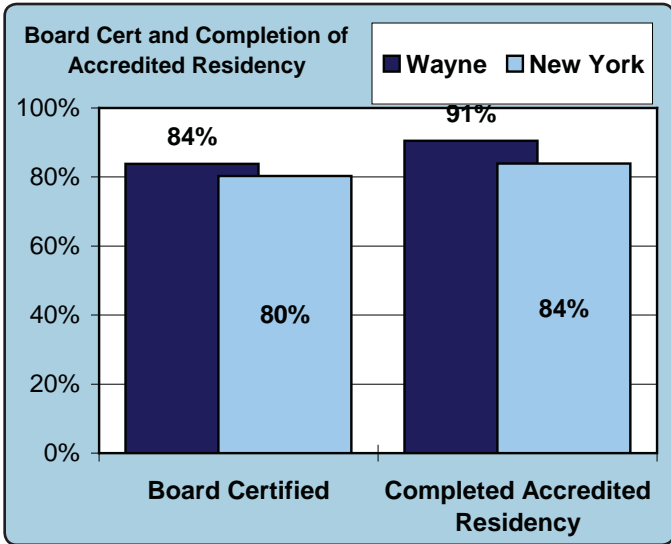 Board Cert and Completion of
Accredited Residency
Wayne New York
100%
80%
60%
40%
20%
0%
84%
80%
91%
84%
Board Certified
Completed Accredited
Residency